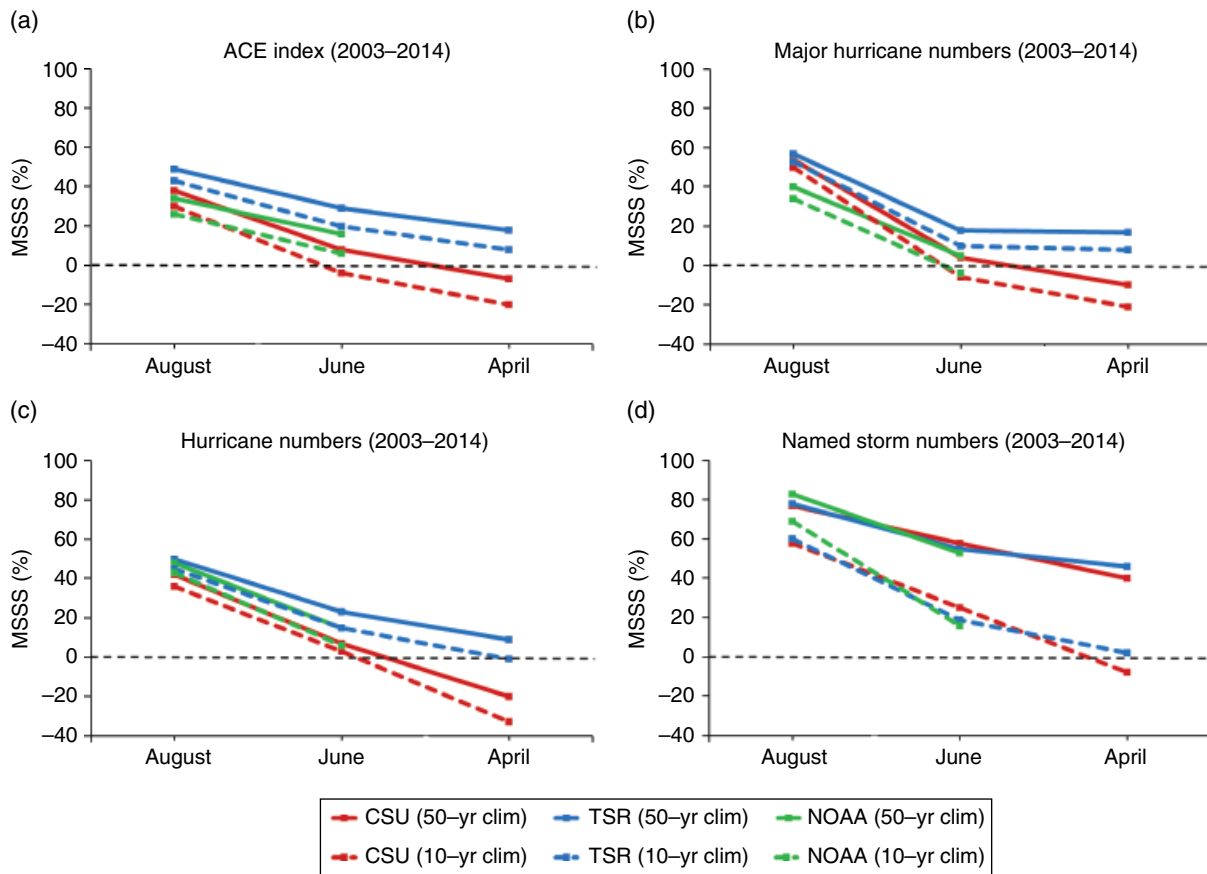 (a)
ACE index (2003–2014)
100
80
60
40
20
0
–20
–40
MSSS (%)
August June April
(b)
Major hurricane numbers (2003–2014)
100
80
60
40
20
0
–20
–40
MSSS (%)
August June April
(c)
Hurricane numbers (2003–2014)
100
80
60
40
20
0
–20
–40
MSSS (%)
August June April
(d)
Named storm numbers (2003–2014)
100
80
60
40
20
0
–20
–40
MSSS (%)
August June April
CSU (50–yr clim) TSR (50–yr clim) NOAA (50–yr clim)
CSU (10–yr clim) TSR (10–yr clim) NOAA (10–yr clim)